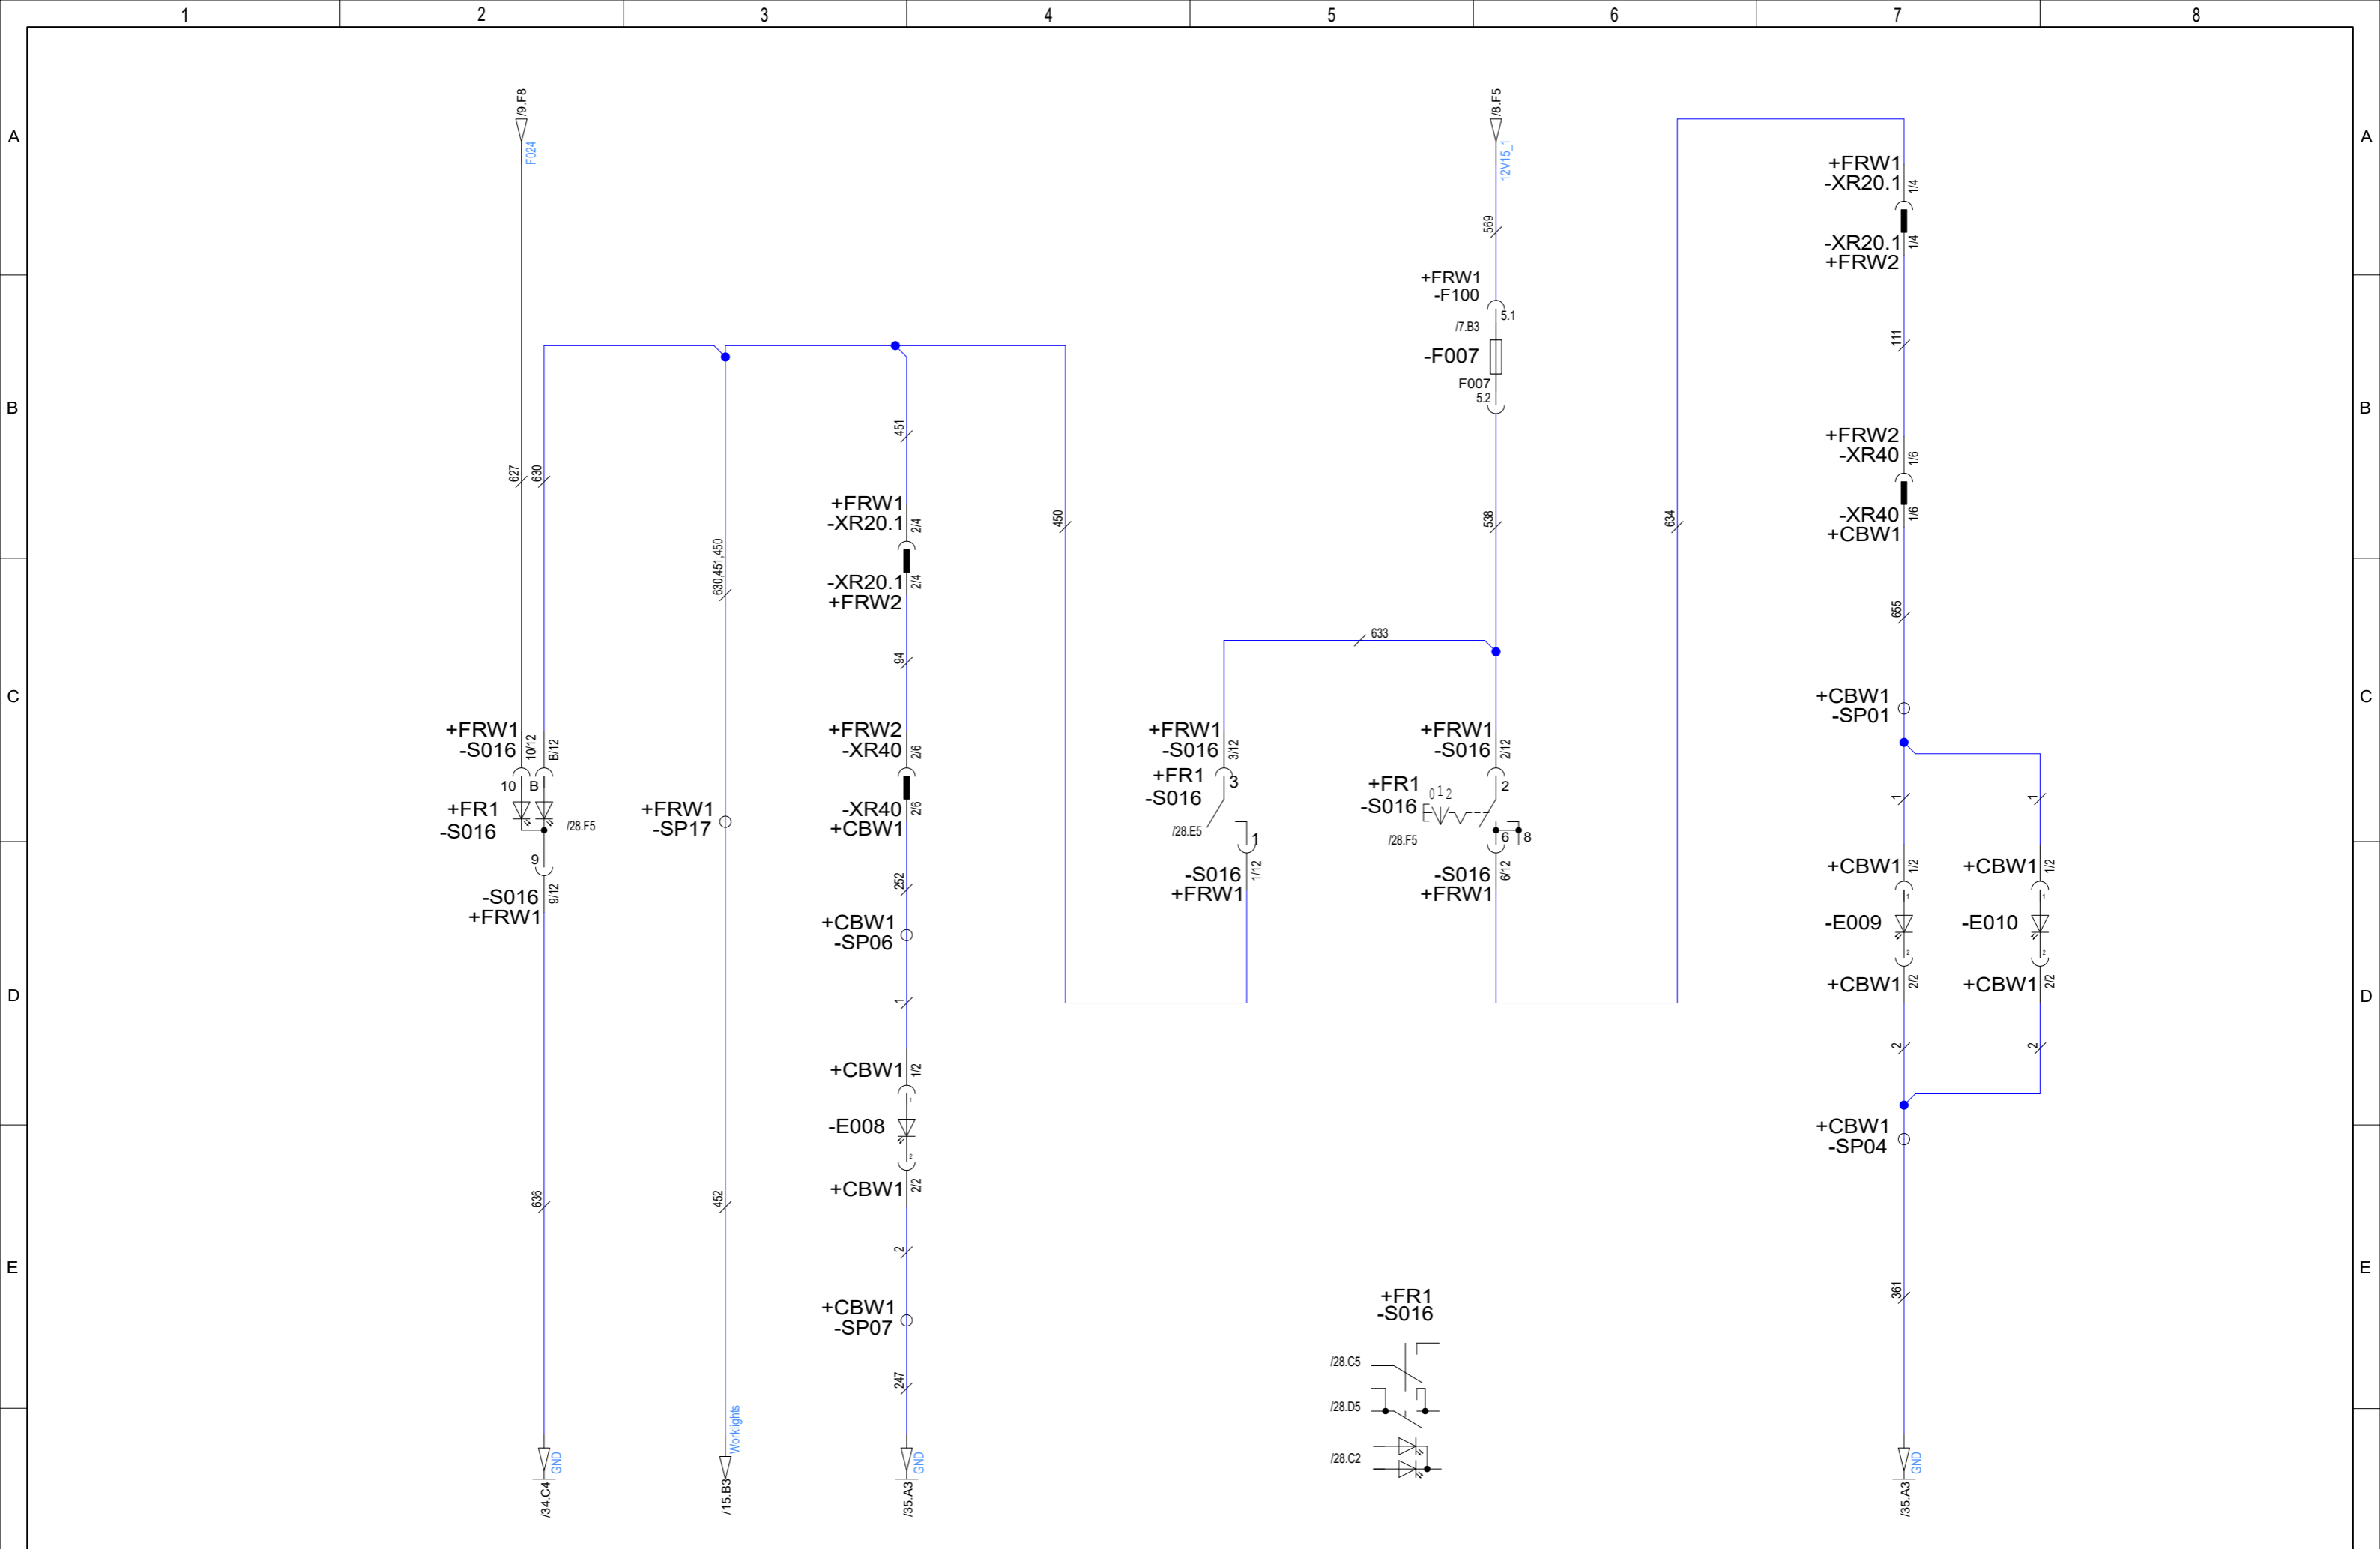 1 2 3 4 5 6 7 8
A
B
C
D
E
A
B
C
D
E
/9.F8
F024
627
630
+FRW1
-S016
10/12
B/12
10
B
+FR1
-S016
/28.F5
9
-S016
+FRW1
9/12
636
GND
/34.C4
630,451,450
+FRW1
-SP17
452
Worklights
/15.B3
451
+FRW1
-XR20.1
2/4
-XR20.1
+FRW2
2/4
94
+FRW2
-XR40
2/6
-XR40
+CBW1
2/6
252
+CBW1
-SP06
1
+CBW1
1/2
1
-E008
2
+CBW1
2/2
2
+CBW1
-SP07
247
GND
/35.A3
450
633
+FRW1
-S016
3/12
+FR1
-S016
3
/28.E5
1
-S016
+FRW1
1/12
/8.F5
12V15_1
569
+FRW1
-F100
5.1
/7.B3
-F007
F007
5.2
538
+FRW1
-S016
2/12
+FR1
-S016
0 1 2
2
/28.F5
6
8
-S016
+FRW1
6/12
634
+FR1
-S016
/28.C5
/28.D5
/28.C2
+FRW1
-XR20.1
1/4
-XR20.1
+FRW2
1/4
111
+FRW2
-XR40
1/6
-XR40
+CBW1
1/6
655
+CBW1
-SP01
1
1
+CBW1
1/2
1
-E009
2
+CBW1
2/2
2
+CBW1
1/2
1
-E010
2
+CBW1
2/2
2
+CBW1
-SP04
361
GND
/35.A3